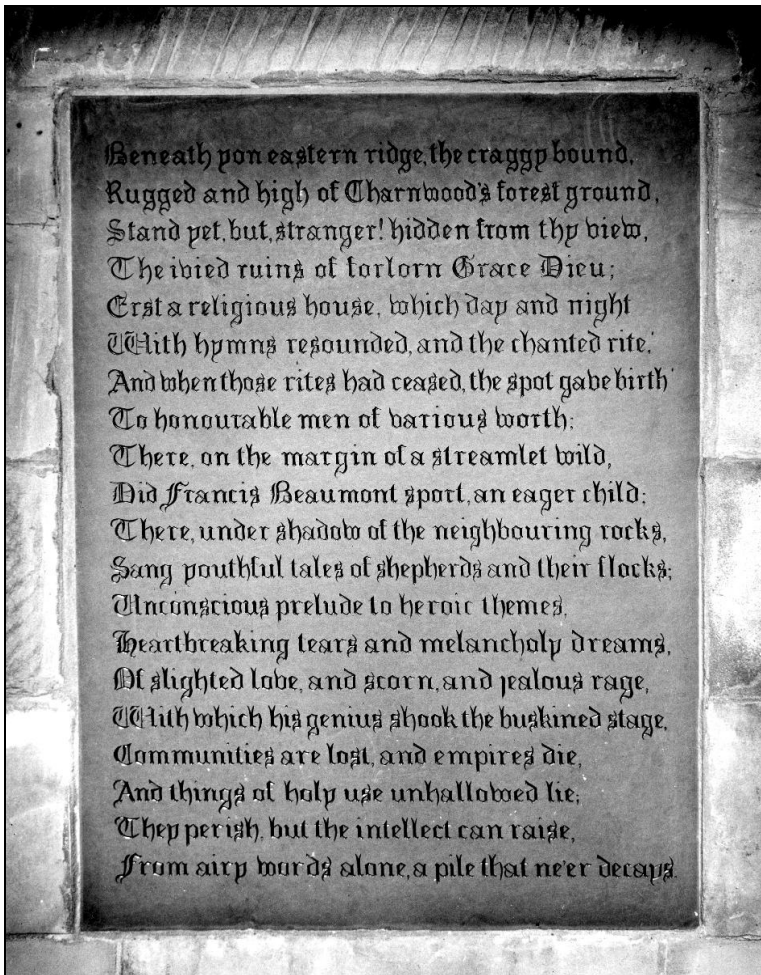 Beneath yon eastern ridge, the craggy bound,
Rugged and high of Charnwood's forest ground,
Stand yet, but, stranger! hidden from thy view,
The ivied ruins of forlorn Grace Dieu;
Erst a religious house, which day and night
With hymns resounded, and the chanted rite:
And when those rites had ceased, the spot gave birth
To honourable men of various worth:
There, on the margin of a streamlet wild,
Did Francis Beaumont sport, an eager child:
There, under shadow of the neighbouring rocks,
Sang youthful tales of shepherds and their flocks;
Unconscious prelude to heroic themes,
Heartbreaking tears and melancholy dreams,
Of slighted love, and scorn, and jealous rage,
With which his genius shook the buskined stage.
Communities are lost, and empires die,
And things of holy use unhallowed lie;
They perish, but the intellect can raise,
From airy words alone, a pile that ne'er decays.